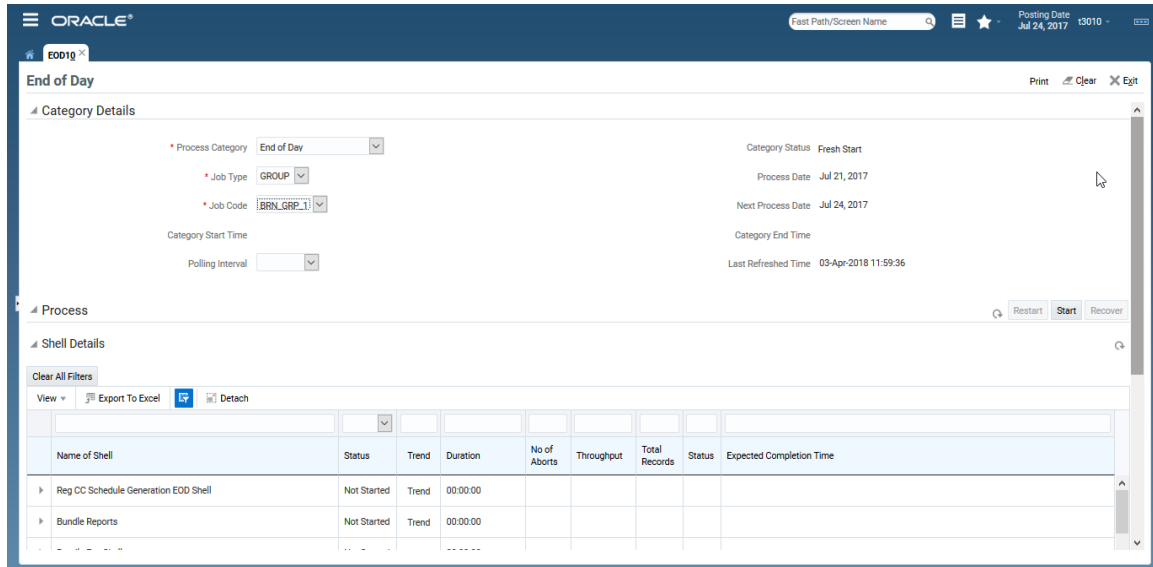 ORACLE®
Fast Path/Screen Name
Posting Date
Jul 24, 2017
t3010
EOD10
End of Day
Print
Clear
Exit
Category Details
* Process Category End of Day
Category Status Fresh Start
* Job Type GROUP
Process Date Jul 21, 2017
* Job Code BRN_GRP_1
Next Process Date Jul 24, 2017
Category Start Time
Category End Time
Polling Interval
Last Refreshed Time 03-Apr-2018 11:59:36
Process
Restart Start Recover
Shell Details
Clear All Filters
View Export To Excel Detach
Name of Shell Status Trend Duration No of Aborts Throughput Total Records Status Expected Completion Time
Reg CC Schedule Generation EOD Shell Not Started Trend 00:00:00
Bundle Reports Not Started Trend 00:00:00